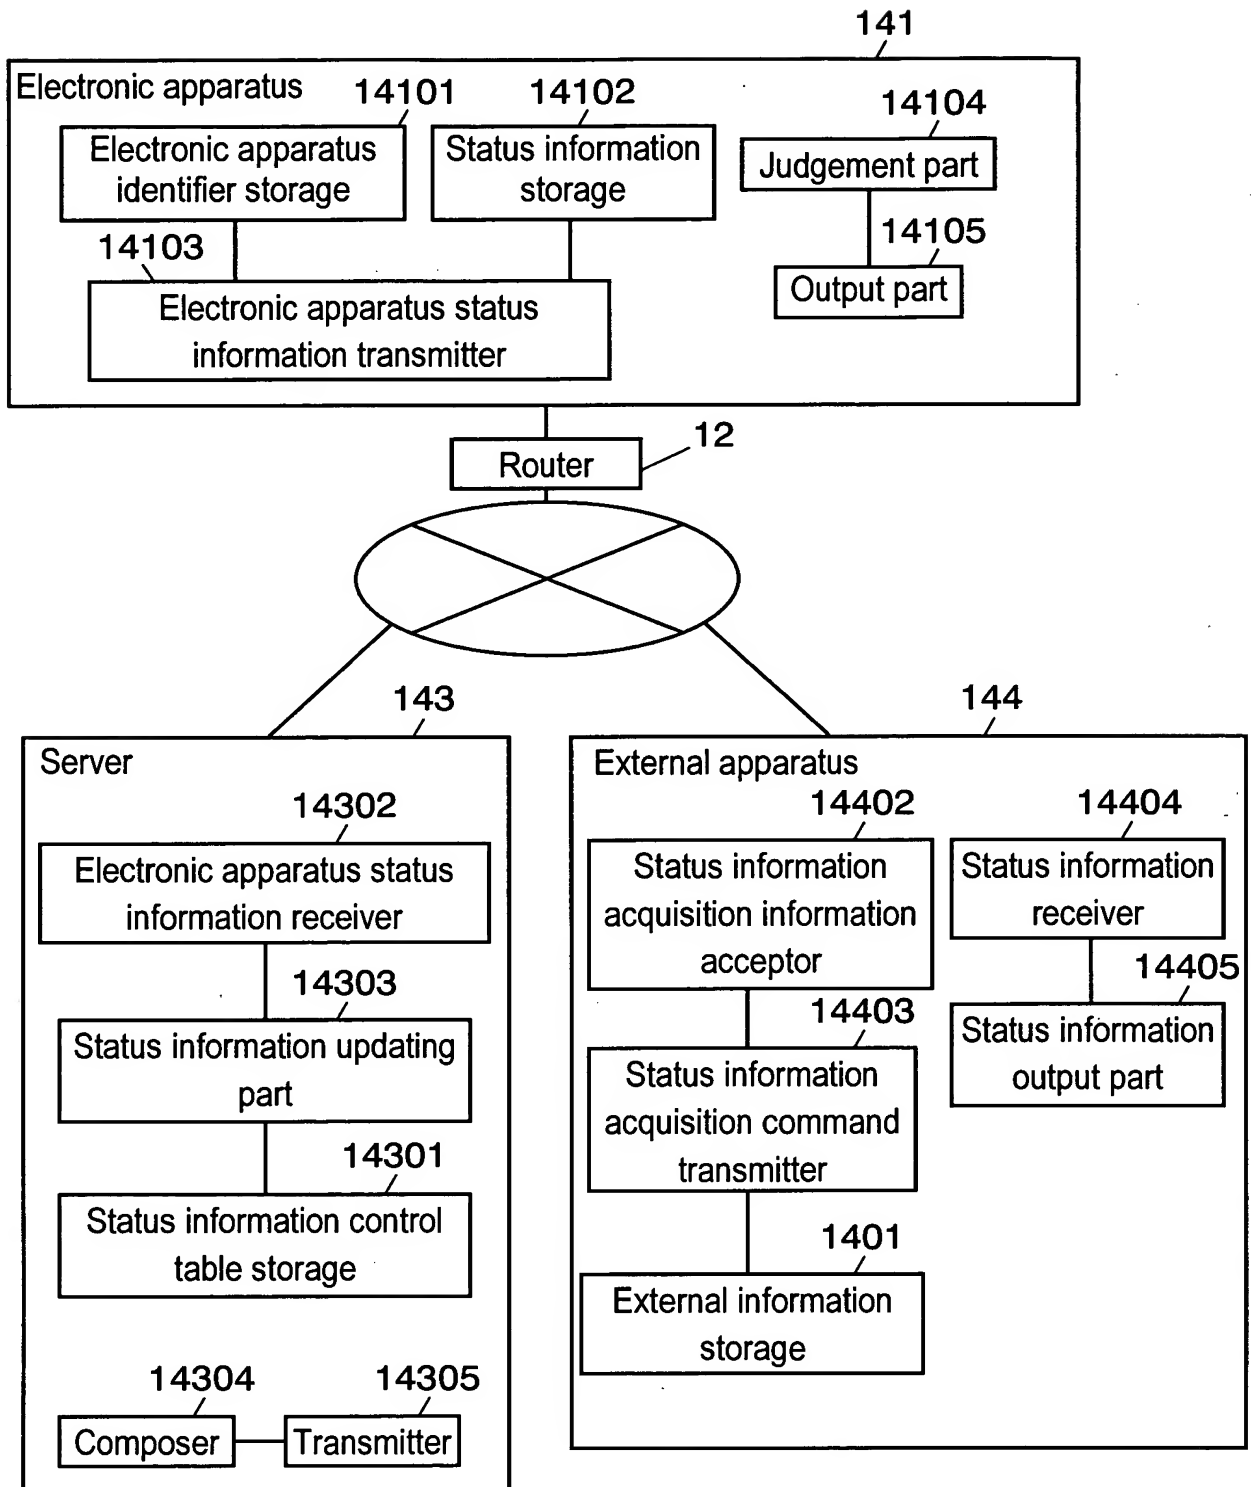 141
Electronic apparatus
14101
14102
14104
Electronic apparatus
identifier storage
Status information
storage
Judgement part
14103
14105
Electronic apparatus status
information transmitter
Output part
12
Router
143
144
Server
External apparatus
14302
14402
14404
Electronic apparatus status
information receiver
Status information
acquisition information
acceptor
Status information
receiver
14303
14403
14405
Status information updating
part
Status information
acquisition command
transmitter
Status information
output part
14301
Status information control
table storage
1401
External information
storage
14304
14305
Composer
Transmitter